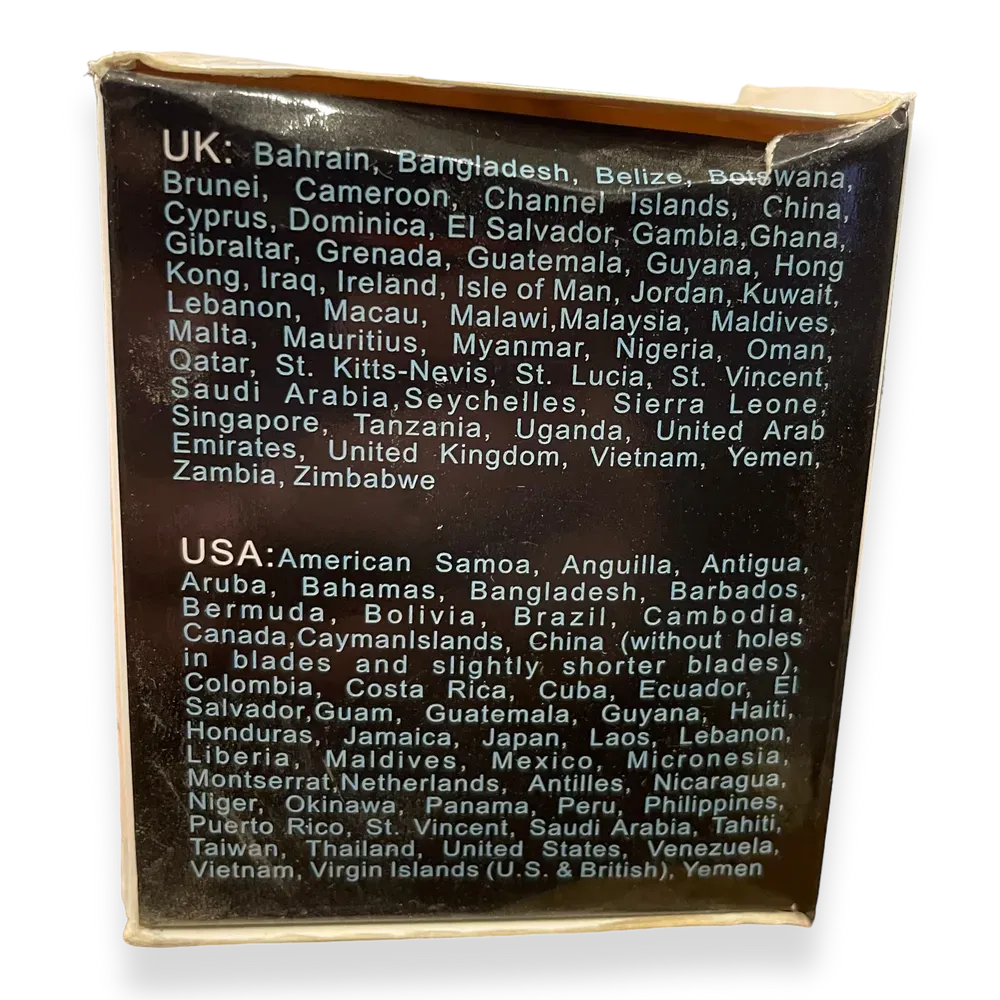 UK: Bahrain, Bangladesh, Belize, Botswana,
Brunei, Cameroon, Channel Islands, China,
Cyprus, Dominica, El Salvador, Gambia,Ghana,
Gibraltar, Grenada, Guatemala, Guyana, Hong
Kong, Iraq, Ireland, Isle of Man, Jordan, Kuwait,
Lebanon, Macau, Malawi,Malaysia, Maldives,
Malta, Mauritius, Myanmar, Nigeria, Oman,
Qatar, St. Kitts-Nevis, St. Lucia, St. Vincent,
Saudi Arabia,Seychelles, Sierra Leone,
Singapore, Tanzania, Uganda, United Arab
Emirates, United Kingdom, Vietnam, Yemen,
Zambia, Zimbabwe
USA:American Samoa, Anguilla, Antigua,
Aruba, Bahamas, Bangladesh, Barbados,
Bermuda, Bolivia, Brazil, Cambodia,
Canada,CaymanIslands, China (without holes
in blades and slightly shorter blades),
Colombia, Costa Rica, Cuba, Ecuador, El
Salvador,Guam, Guatemala, Guyana, Haiti,
Honduras, Jamaica, Japan, Laos, Lebanon,
Liberia, Maldives, Mexico, Micronesia,
Montserrat,Netherlands, Antilles, Nicaragua,
Niger, Okinawa, Panama, Peru, Philippines,
Puerto Rico, St. Vincent, Saudi Arabia, Tahiti,
Taiwan, Thailand, United States, Venezuela,
Vietnam, Virgin Islands (U.S. & British), Yemen